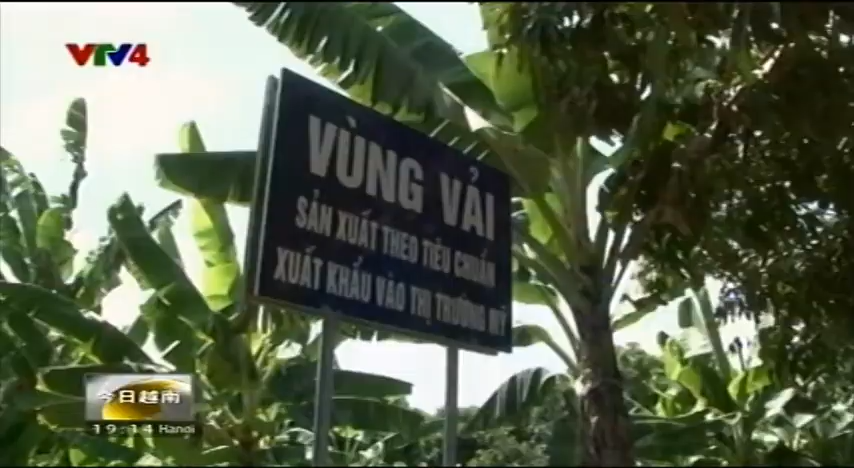 VTV4
VÙNG VẢI
SẢN XUẤT THEO TIÊU CHUẨN
XUẤT KHẨU VÀO THỊ TRƯỜNG MỸ
今日越南
19:14 Hanoi